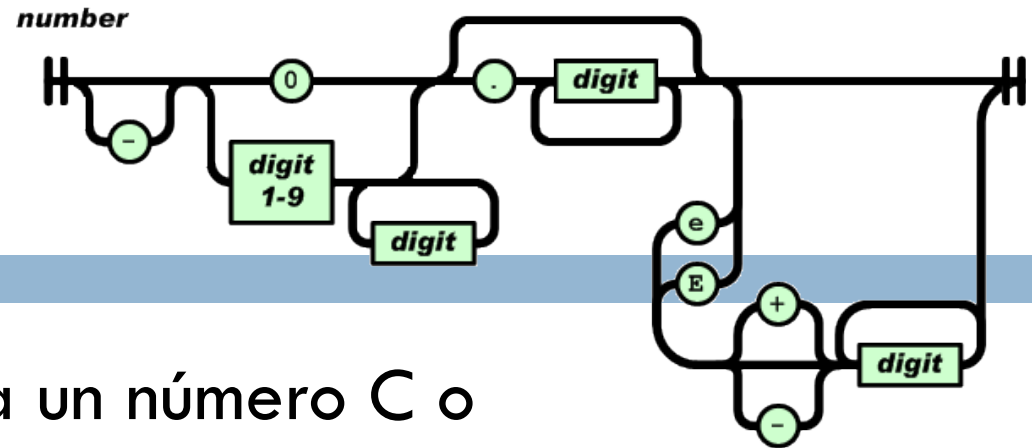 number
0
.
digit
-
digit
1-9
digit
e
E
+
digit
-
a un número C o